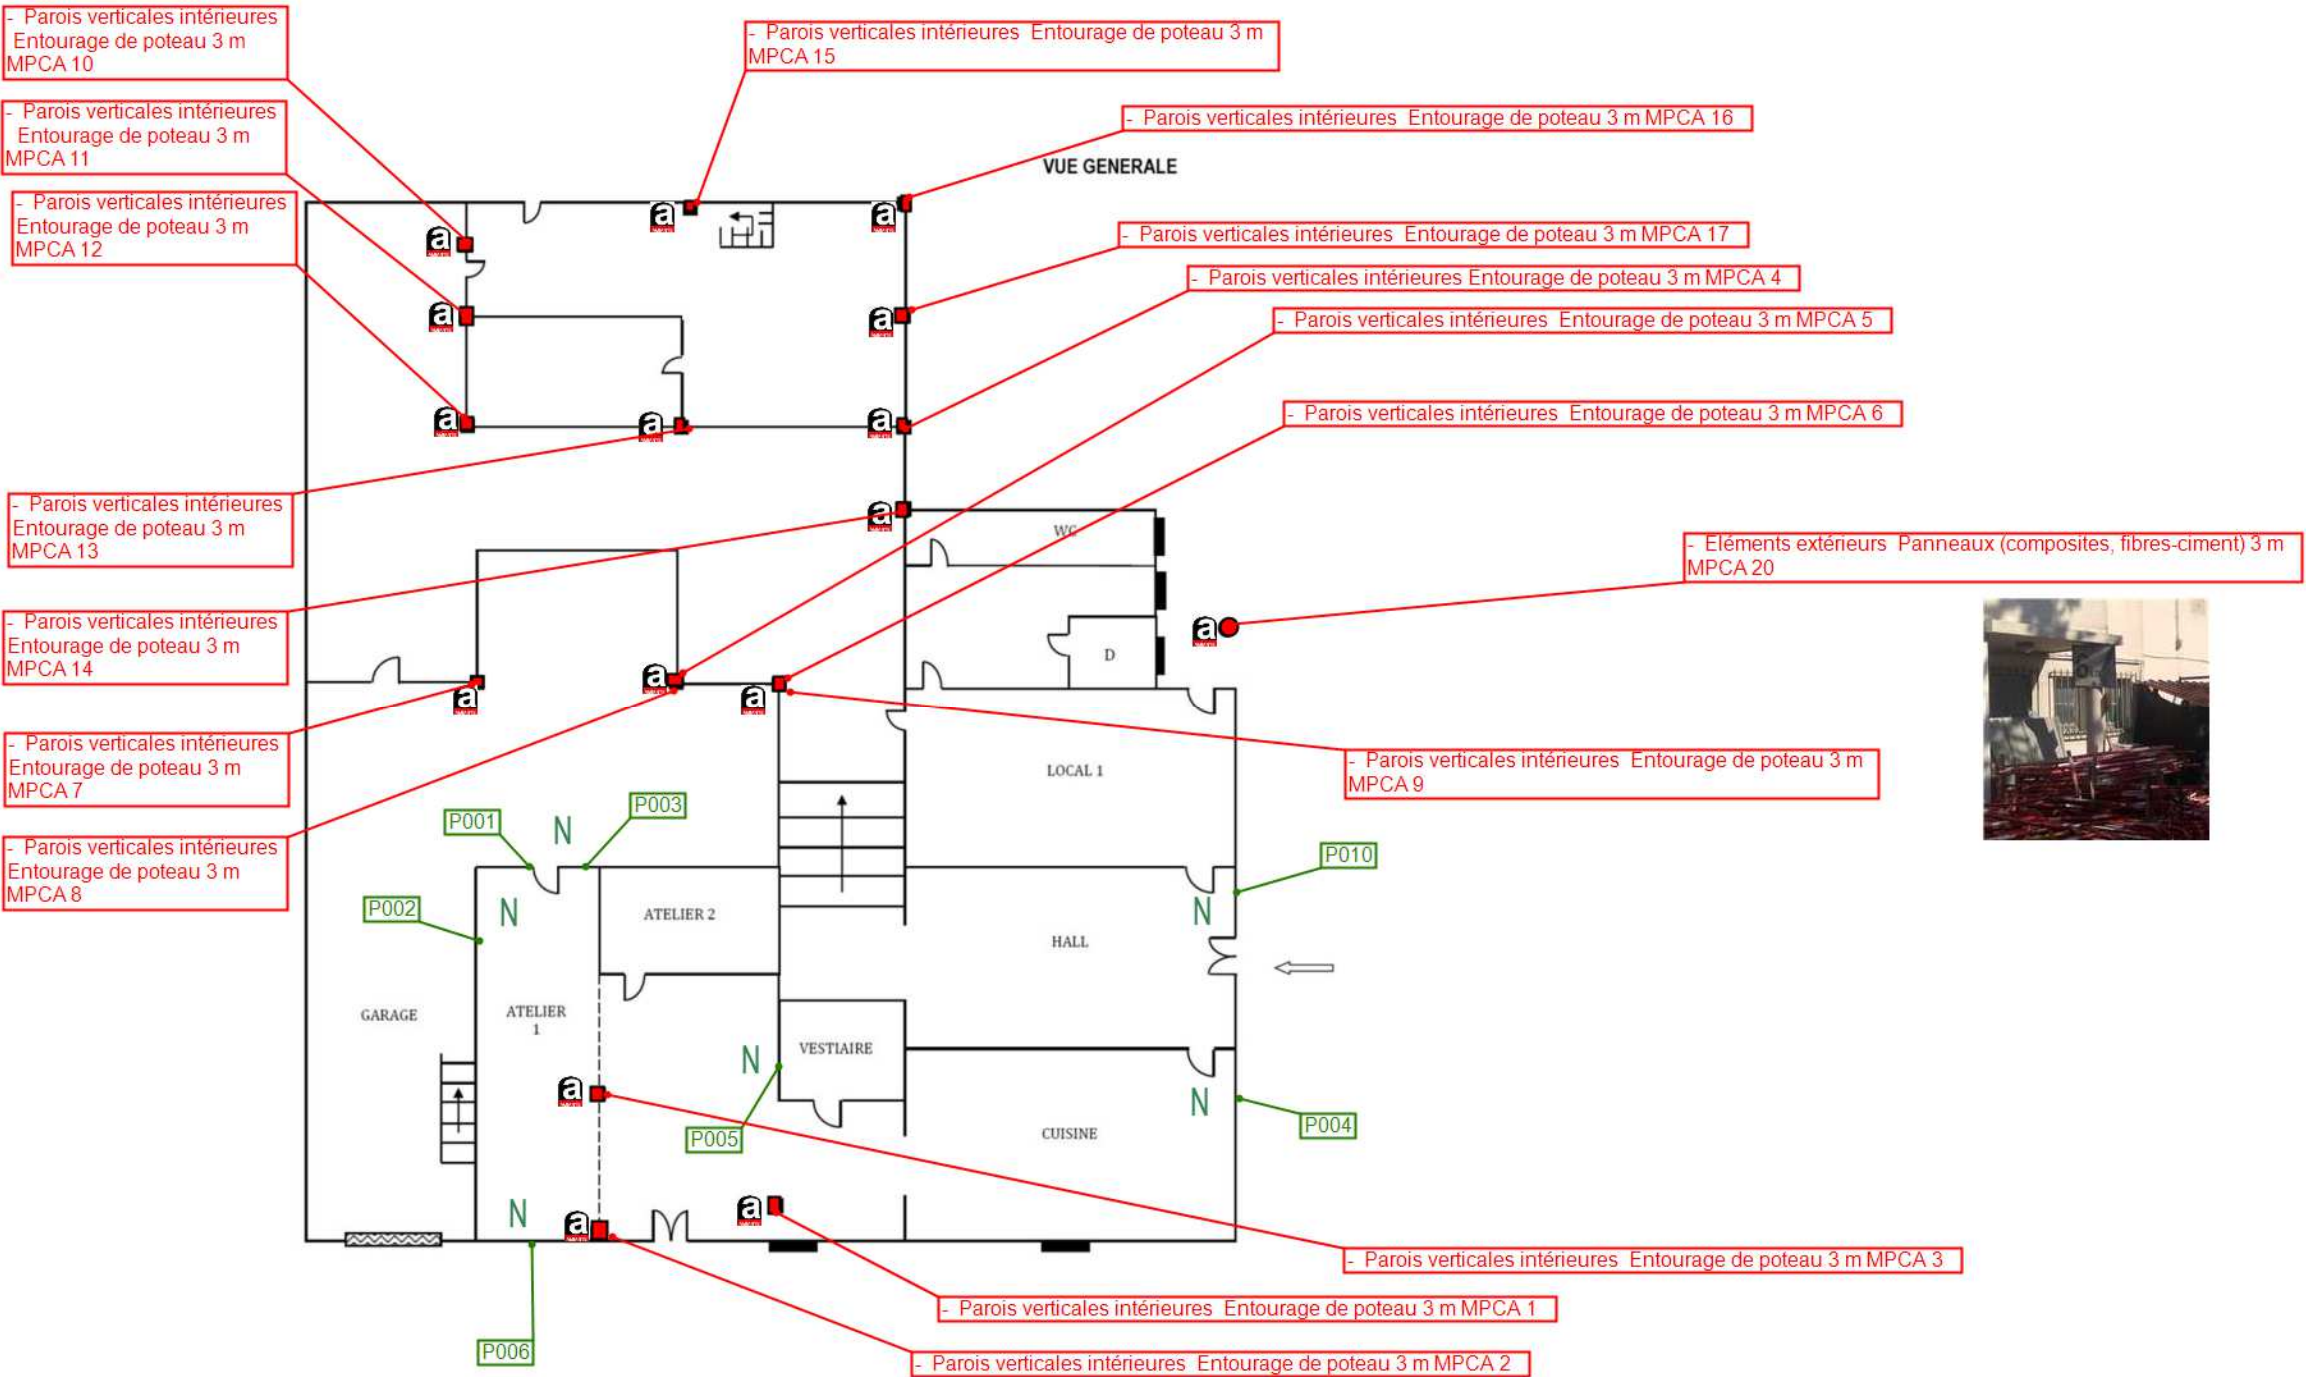 - Parois verticales intérieures
Entourage de poteau 3 m
MPCA 10
- Parois verticales intérieures Entourage de poteau 3 m
MPCA 15
- Parois verticales intérieures
Entourage de poteau 3 m
MPCA 11
- Parois verticales intérieures Entourage de poteau 3 m MPCA 16
VUE GENERALE
- Parois verticales intérieures
Entourage de poteau 3 m
MPCA 12
- Parois verticales intérieures Entourage de poteau 3 m MPCA 17
- Parois verticales intérieures Entourage de poteau 3 m MPCA 4
- Parois verticales intérieures Entourage de poteau 3 m MPCA 5
- Parois verticales intérieures Entourage de poteau 3 m MPCA 6
a
a
a
a
a
a
a
a
a
- Parois verticales intérieures
Entourage de poteau 3 m
MPCA 13
a
WC
- Eléments extérieurs Panneaux (composites, fibres-ciment) 3 m
MPCA 20
- Parois verticales intérieures
Entourage de poteau 3 m
MPCA 14
a
D
a
a
a
- Parois verticales intérieures
Entourage de poteau 3 m
MPCA 7
LOCAL 1
- Parois verticales intérieures Entourage de poteau 3 m
MPCA 9
P001
N
P003
- Parois verticales intérieures
Entourage de poteau 3 m
MPCA 8
P010
P002
N
ATELIER 2
N
HALL
GARAGE
ATELIER
1
N
VESTIAIRE
a
N
P005
CUISINE
P004
N
a
a
- Parois verticales intérieures Entourage de poteau 3 m MPCA 3
- Parois verticales intérieures Entourage de poteau 3 m MPCA 1
P006
- Parois verticales intérieures Entourage de poteau 3 m MPCA 2